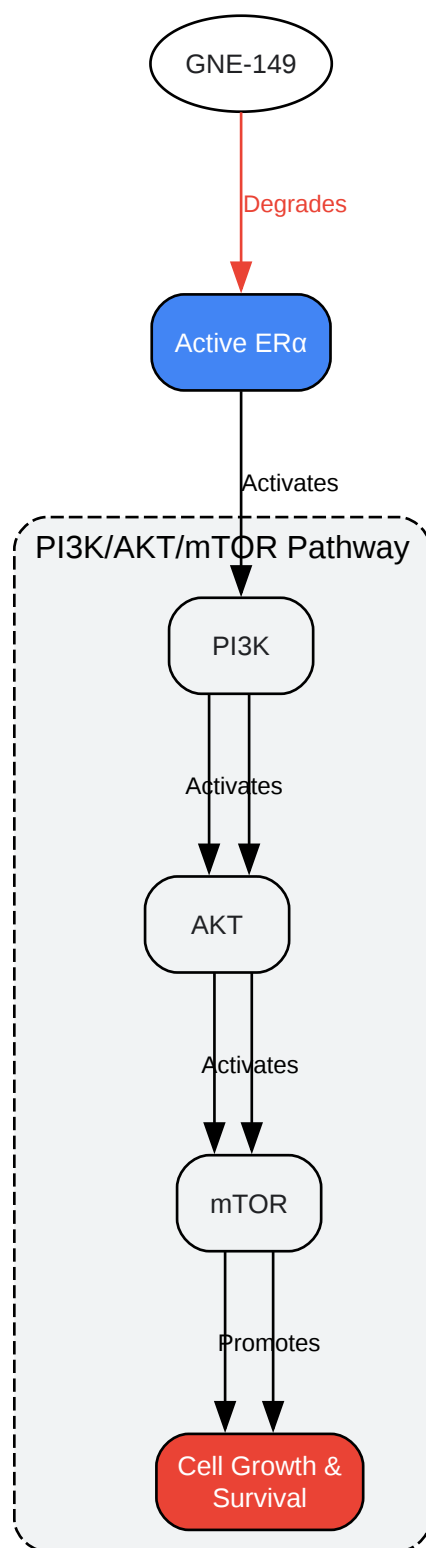 GNE-149
Degrades
Active ERα
Activates
PI3K/AKT/mTOR Pathway
PI3K
Activates
AKT
Activates
mTOR
Promotes
Cell Growth &
Survival